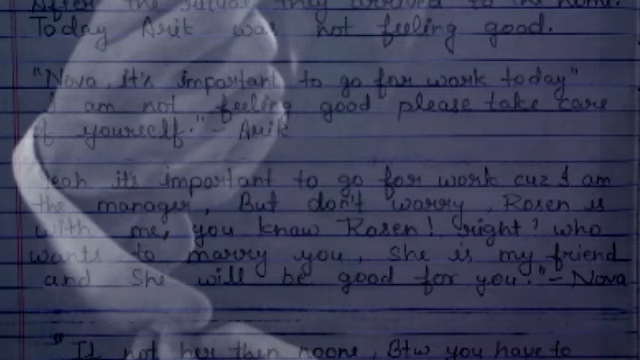 After the ritual they arrived to the home.
Today Arik was not feeling good.
"Nova, it's important to go for work today"
I am not feeling good please take care
of yourself." - Arik
Yeah it's important to go for work cuz I am
the manager, But don't worry, Rosen is
with me, you know Rosen! right? who
wants to marry you, She is my friend
and She will be good for you." - Nova
"If not her then noone, Btw you have to